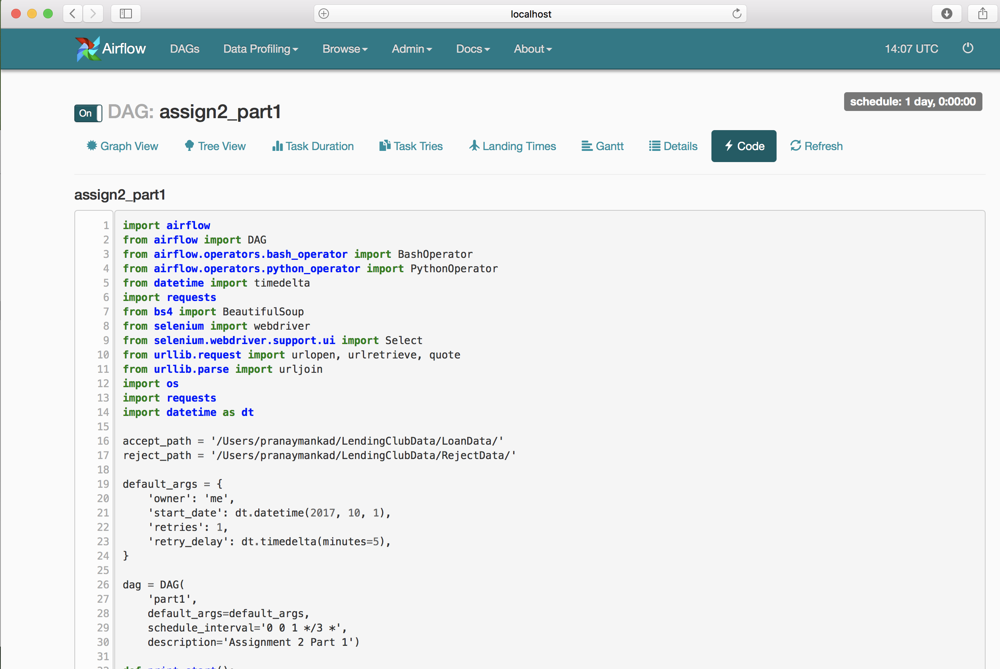 localhost
Airflow DAGs Data Profiling Browse Admin Docs About 14:07 UTC
schedule: 1 day, 0:00:00
On DAG: assign2_part1
Graph View Tree View Task Duration Task Tries Landing Times Gantt Details Code Refresh
assign2_part1
1 import airflow
2 from airflow import DAG
3 from airflow.operators.bash_operator import BashOperator
4 from airflow.operators.python_operator import PythonOperator
5 from datetime import timedelta
6 import requests
7 from bs4 import BeautifulSoup
8 from selenium import webdriver
9 from selenium.webdriver.support.ui import Select
10 from urllib.request import urlopen, urlretrieve, quote
11 from urllib.parse import urljoin
12 import os
13 import requests
14 import datetime as dt
15
16 accept_path = '/Users/pranaymankad/LendingClubData/LoanData/'
17 reject_path = '/Users/pranaymankad/LendingClubData/RejectData/'
18
19 default_args = {
20     'owner': 'me',
21     'start_date': dt.datetime(2017, 10, 1),
22     'retries': 1,
23     'retry_delay': dt.timedelta(minutes=5),
24 }
25
26 dag = DAG(
27     'part1',
28     default_args=default_args,
29     schedule_interval='0 0 1 */3 *',
30     description='Assignment 2 Part 1')
31
32 def print_start():